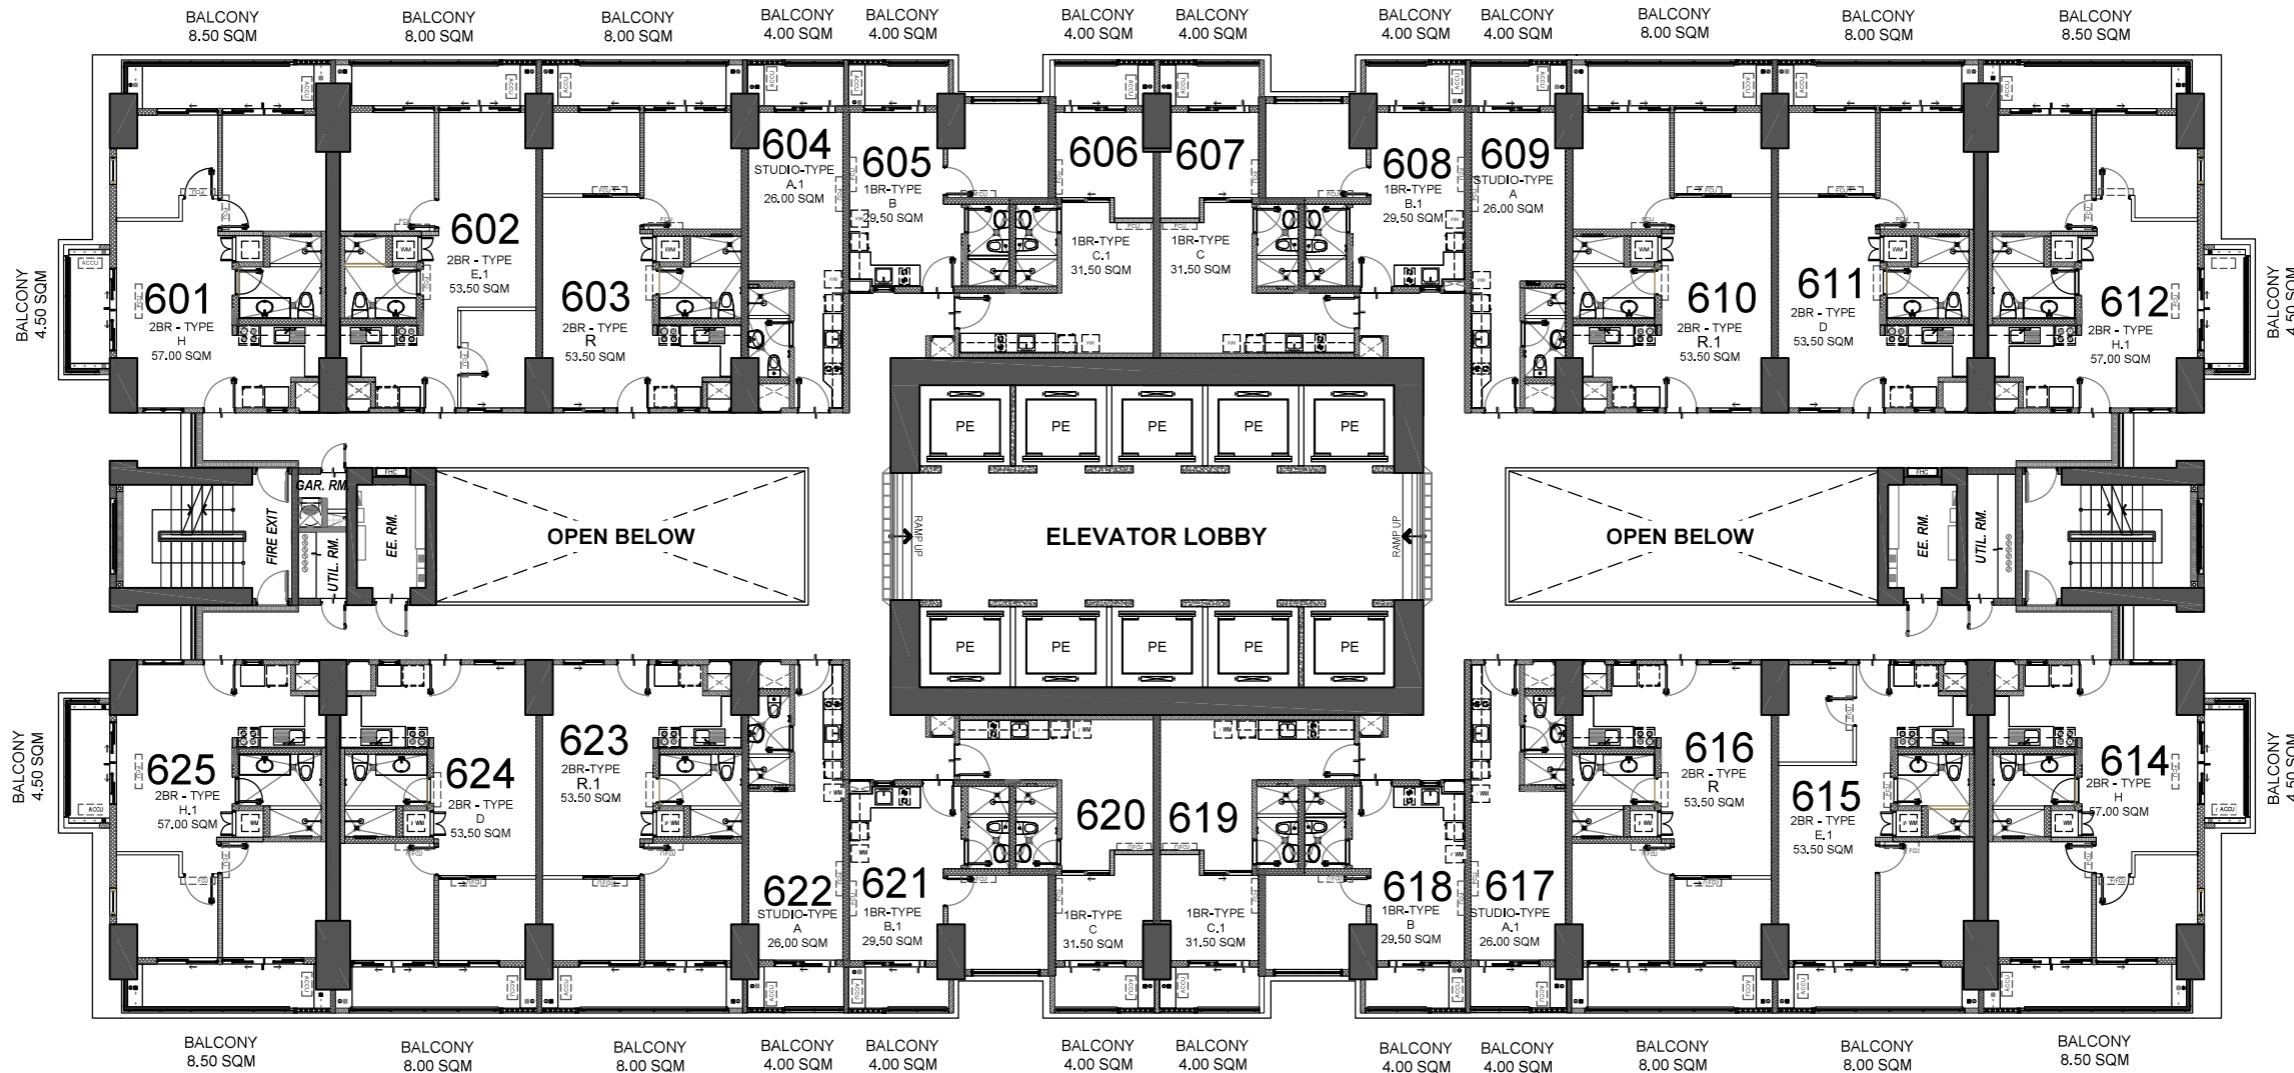 BALCONY
8.50 SQM
BALCONY
8.00 SQM
BALCONY
8.00 SQM
BALCONY
4.00 SQM
BALCONY
4.00 SQM
BALCONY
4.00 SQM
BALCONY
4.00 SQM
BALCONY
4.00 SQM
BALCONY
4.00 SQM
BALCONY
8.00 SQM
BALCONY
8.00 SQM
BALCONY
8.50 SQM
BALCONY
4.50 SQM
601
2BR - TYPE
H
57.00 SQM
602
2BR - TYPE
E.1
53.50 SQM
603
2BR - TYPE
R
53.50 SQM
604
STUDIO-TYPE
A.1
26.00 SQM
605
1BR-TYPE
B
29.50 SQM
606
1BR-TYPE
C.1
31.50 SQM
607
1BR-TYPE
C
31.50 SQM
608
1BR-TYPE
B.1
29.50 SQM
609
STUDIO-TYPE
A
26.00 SQM
610
2BR - TYPE
R.1
53.50 SQM
611
2BR - TYPE
D
53.50 SQM
612
2BR - TYPE
H.1
57.00 SQM
BALCONY
4.50 SQM
PE
PE
PE
PE
PE
FIRE EXIT
GAR. RM.
UTIL. RM.
FHC
EE. RM.
OPEN BELOW
RAMP UP
ELEVATOR LOBBY
RAMP UP
OPEN BELOW
FHC
EE. RM.
UTIL. RM.
PE
PE
PE
PE
PE
BALCONY
4.50 SQM
625
2BR - TYPE
H.1
57.00 SQM
624
2BR - TYPE
D
53.50 SQM
623
2BR-TYPE
R.1
53.50 SQM
622
STUDIO-TYPE
A
26.00 SQM
621
1BR-TYPE
B.1
29.50 SQM
620
1BR-TYPE
C
31.50 SQM
619
1BR-TYPE
C.1
31.50 SQM
618
1BR-TYPE
B
29.50 SQM
617
STUDIO-TYPE
A.1
26.00 SQM
616
2BR - TYPE
R
53.50 SQM
615
2BR - TYPE
E.1
53.50 SQM
614
2BR - TYPE
H
57.00 SQM
BALCONY
4.50 SQM
BALCONY
8.50 SQM
BALCONY
8.00 SQM
BALCONY
8.00 SQM
BALCONY
4.00 SQM
BALCONY
4.00 SQM
BALCONY
4.00 SQM
BALCONY
4.00 SQM
BALCONY
4.00 SQM
BALCONY
4.00 SQM
BALCONY
8.00 SQM
BALCONY
8.00 SQM
BALCONY
8.50 SQM